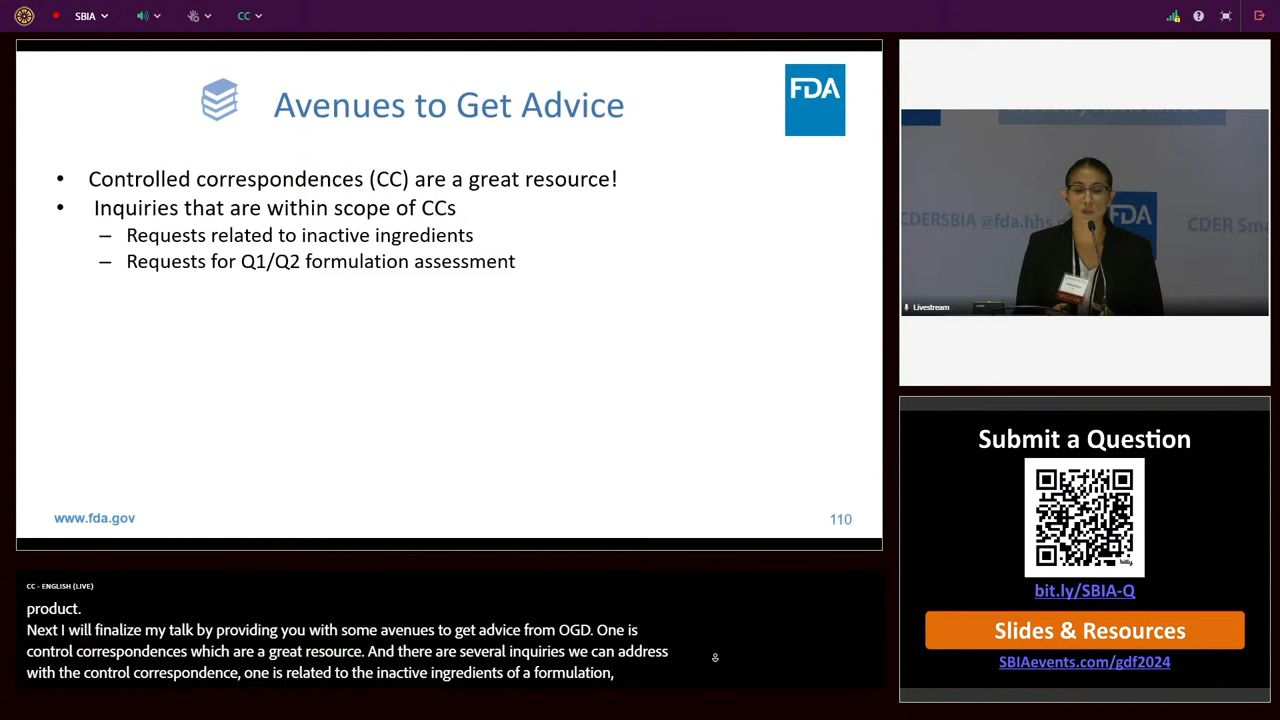 SBIA
CC
Avenues to Get Advice
FDA
• Controlled correspondences (CC) are a great resource!
• Inquiries that are within scope of CCs
– Requests related to inactive ingredients
– Requests for Q1/Q2 formulation assessment
www.fda.gov
110
CDERSBIA @fda.hhs.g
FDA
CDER Sma
Livestream
Submit a Question
bitly
bit.ly/SBIA-Q
Slides & Resources
SBIAevents.com/gdf2024
CC - ENGLISH (LIVE)
product.
Next I will finalize my talk by providing you with some avenues to get advice from OGD. One is
control correspondences which are a great resource. And there are several inquiries we can address
with the control correspondence, one is related to the inactive ingredients of a formulation,